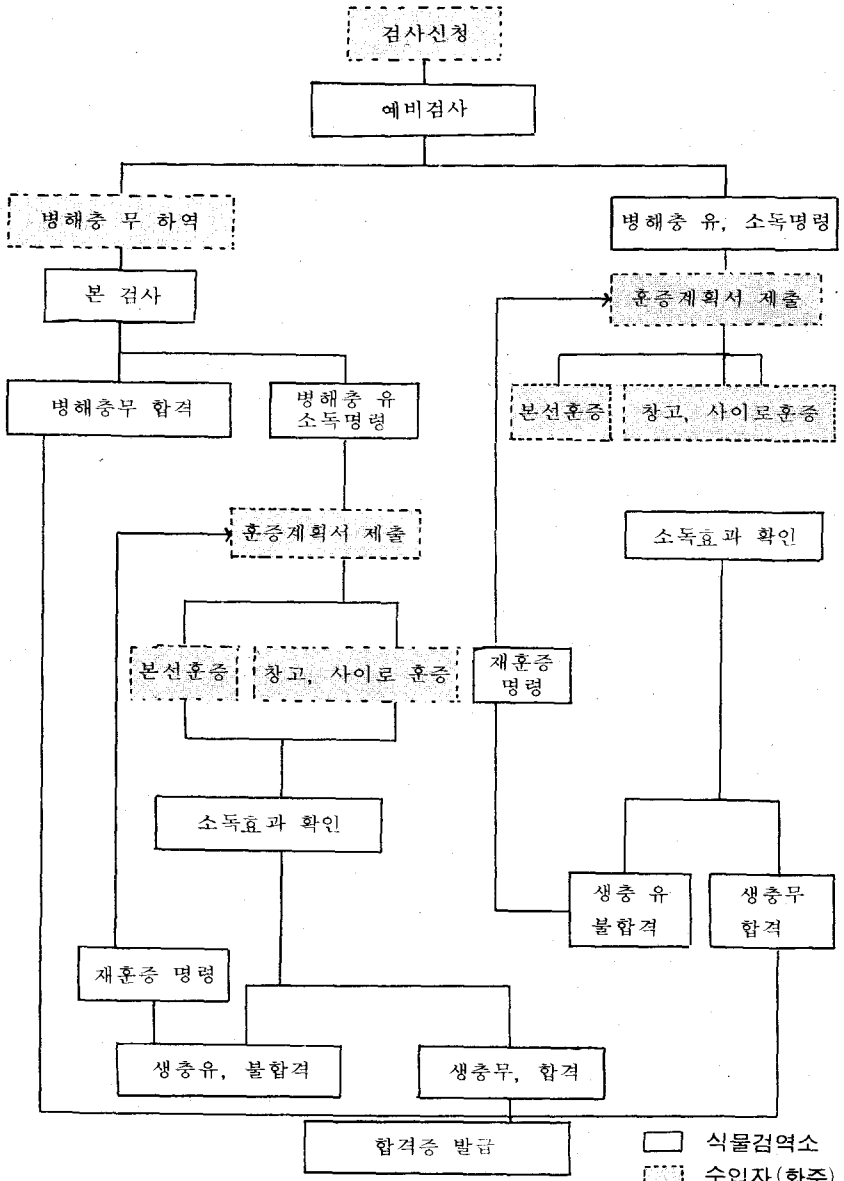 검사신청
예비검사
병해충 무 하역
병해충 유, 소독명령
본 검사
훈증계획서 제출
병해충무 합격
병해충 유
소독명령
본선훈증
창고, 사이로훈증
훈증계획서 제출
소독효과 확인
본선훈증
창고, 사이로 훈증
재훈증
명령
소독효과 확인
생충 유
불합격
생충무
합격
재훈증 명령
생충유, 불합격
생충무, 합격
합격증 발급
식물검역소
수입자(화주)